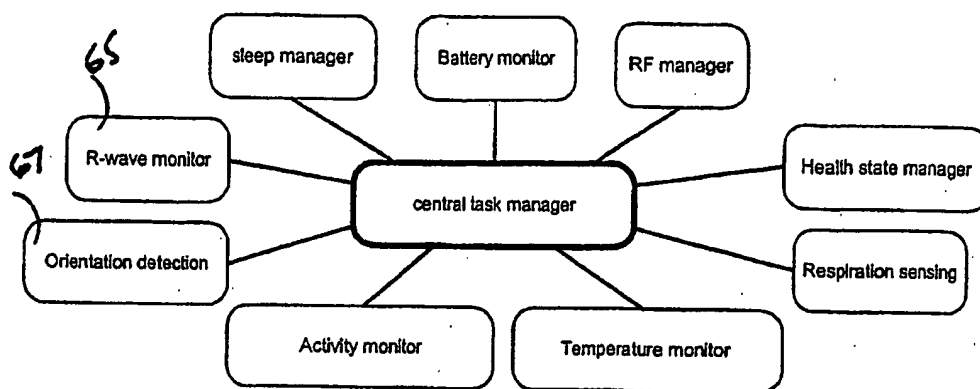 65
sleep manager
Battery monitor
RF manager
R-wave monitor
Health state manager
67
central task manager
Orientation detection
Respiration sensing
Activity monitor
Temperature monitor